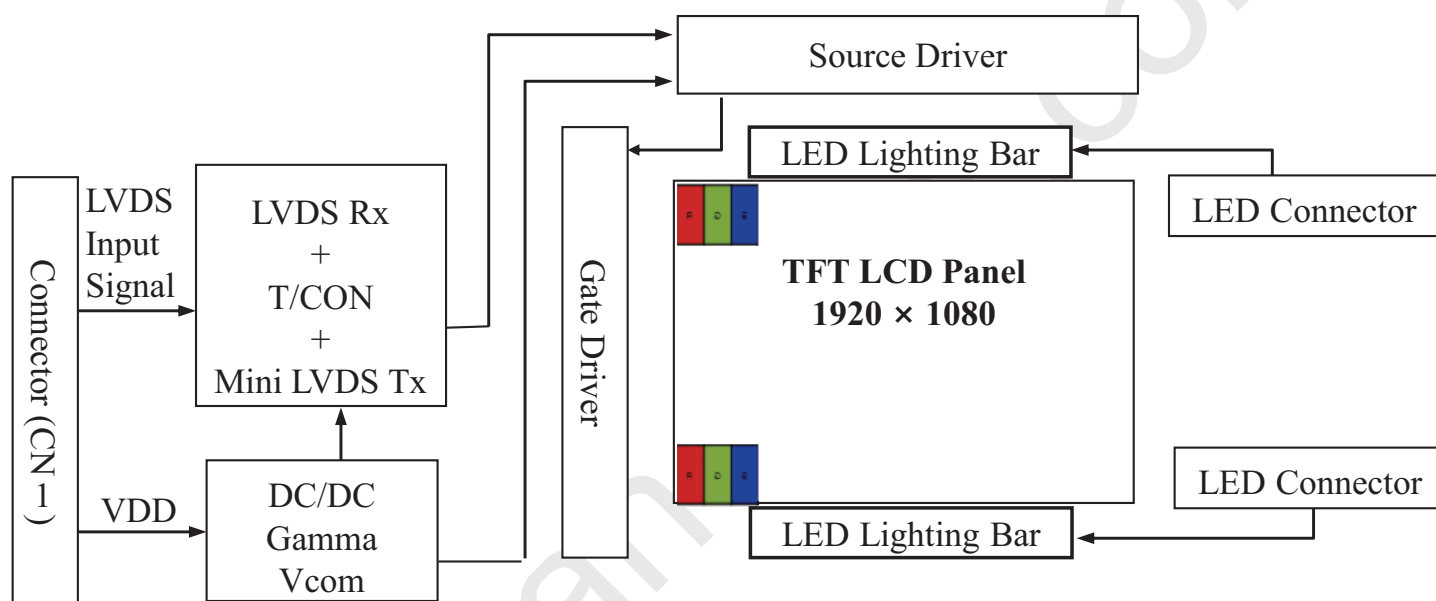 Source Driver
LED Lighting Bar
LED Connector
LVDS
Input
Signal
LVDS Rx
+
T/CON
+
Mini LVDS Tx
Connector (CN-1)
Gate Driver
TFT LCD Panel
1920 × 1080
VDD
DC/DC
Gamma
Vcom
LED Connector
LED Lighting Bar